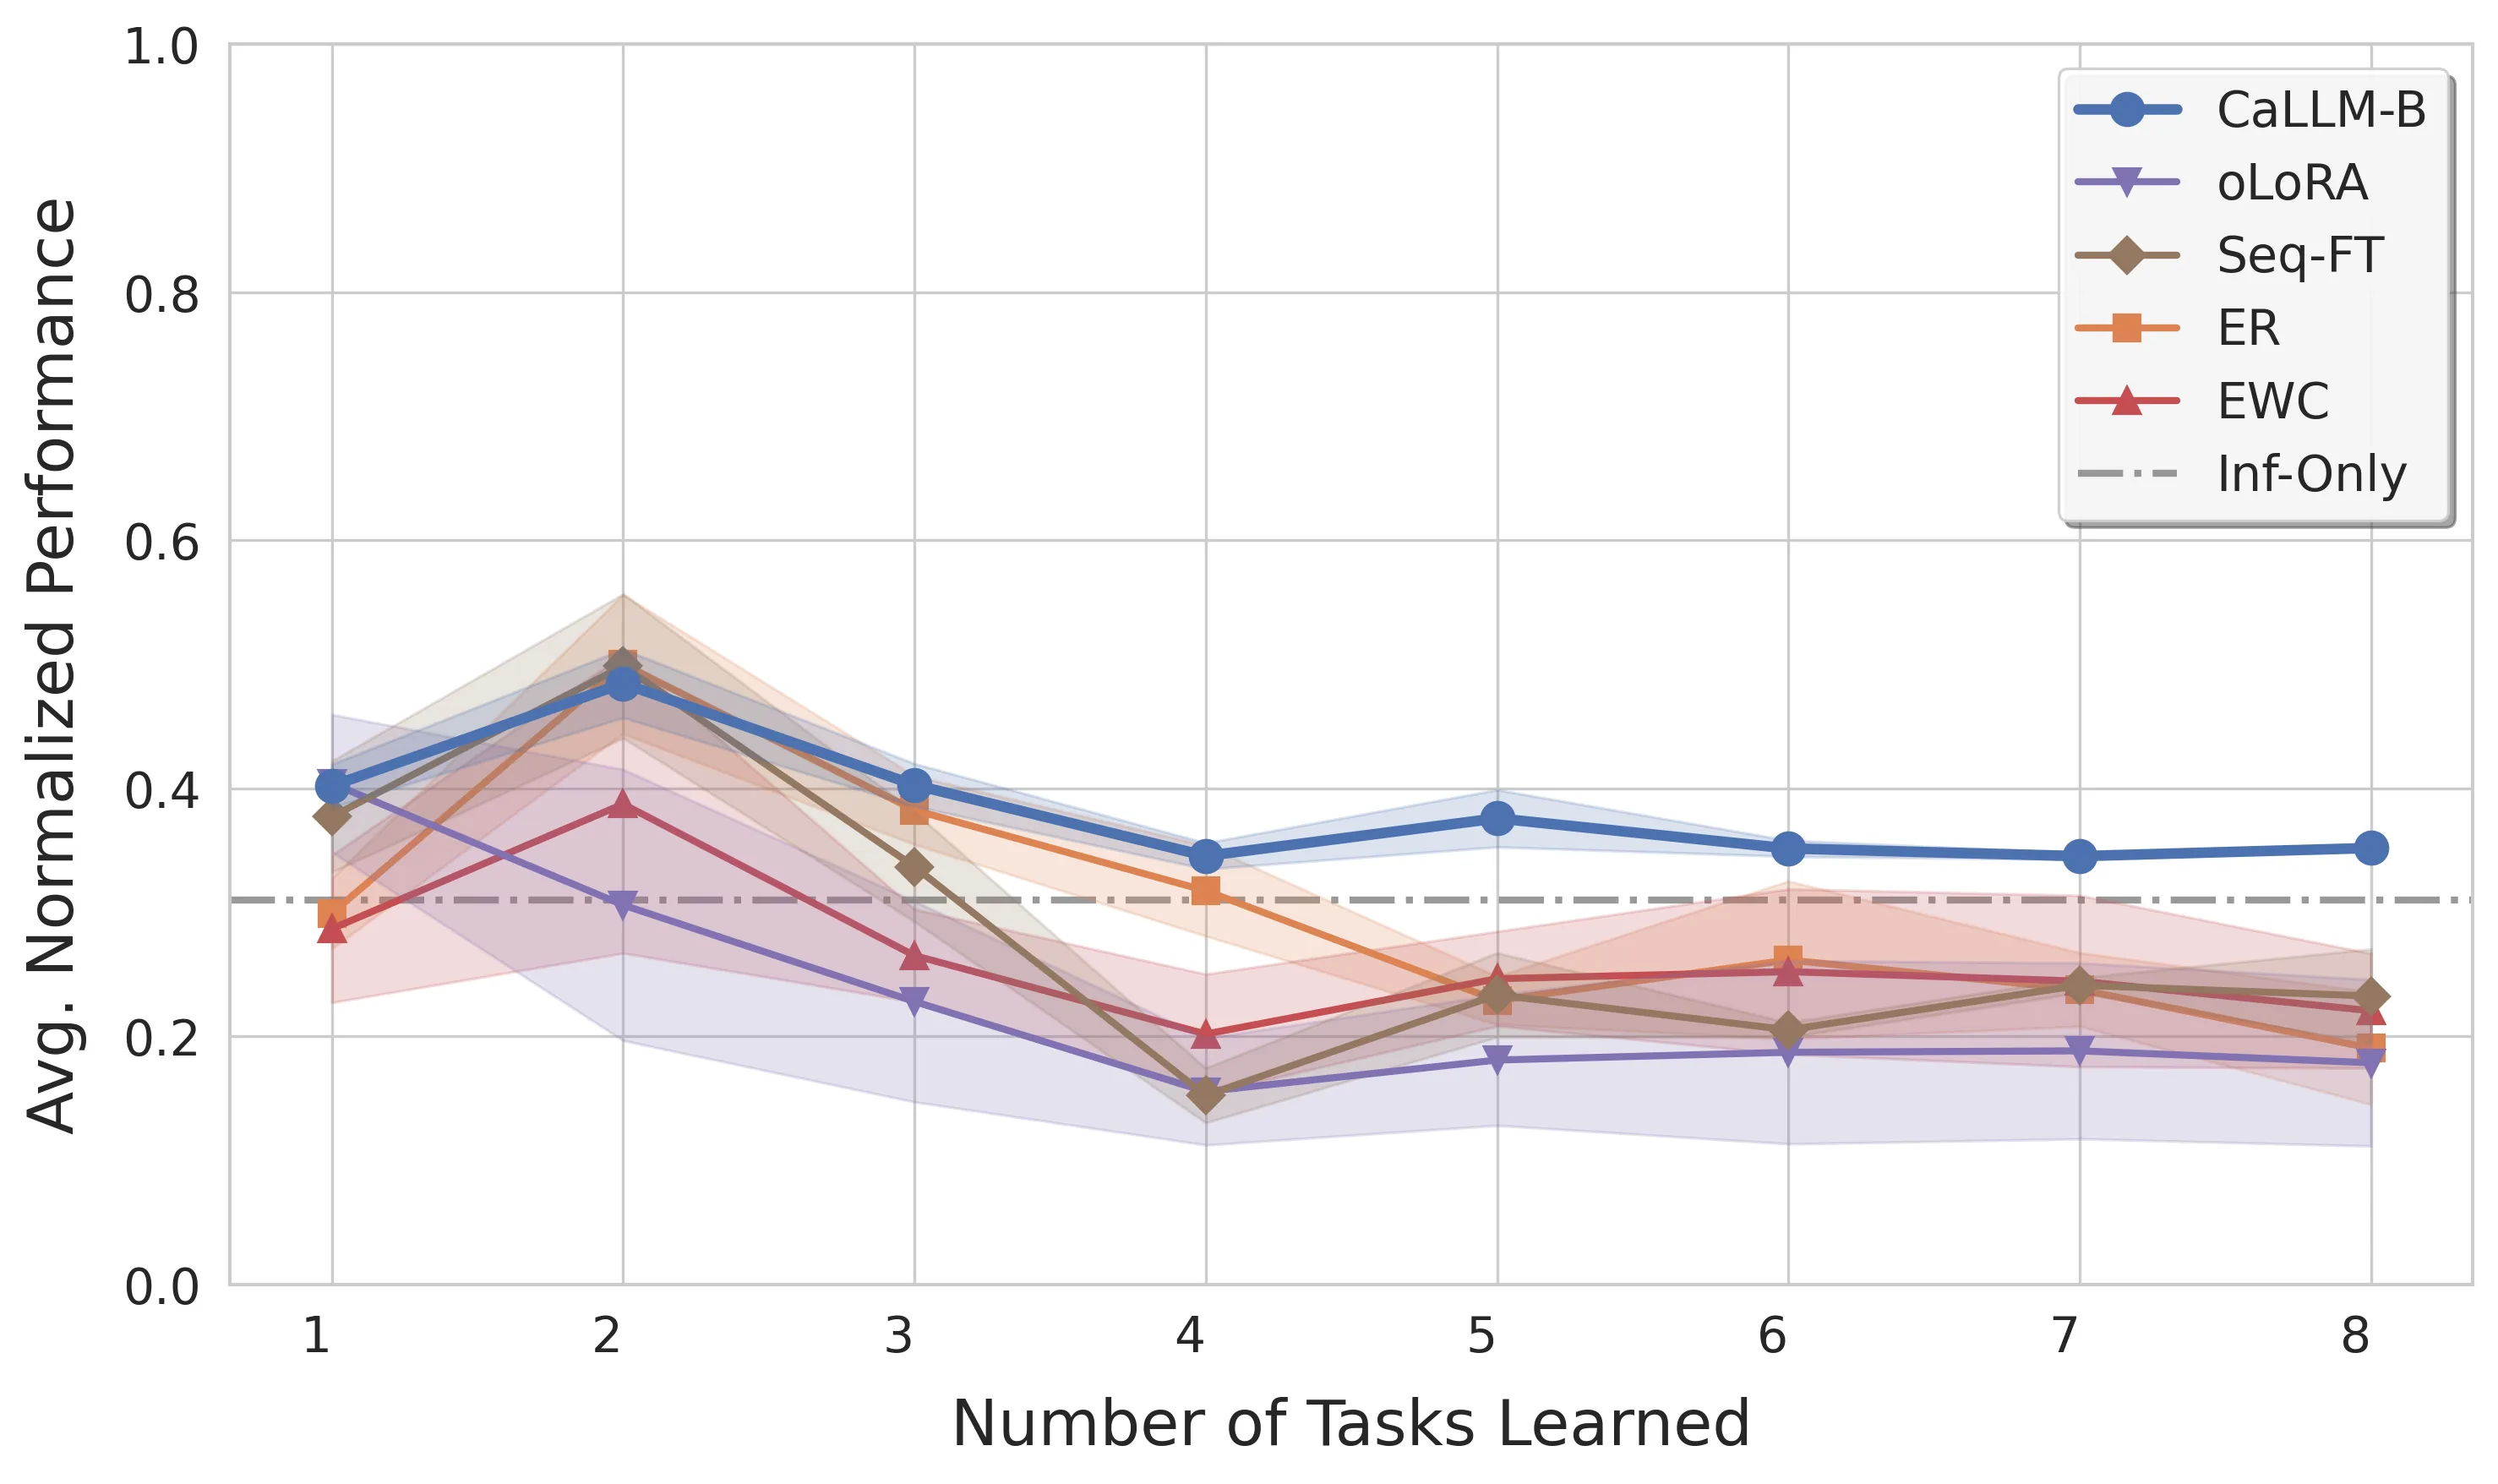 1.0
0.8
0.6
0.4
0.2
0.0
Avg. Normalized Performance
CaLLM-B
oLoRA
Seq-FT
ER
EWC
Inf-Only
1 2 3 4 5 6 7 8
Number of Tasks Learned